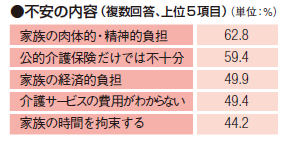 ●不安の内容（複数回答、上位5項目）（単位：%）
家族の肉体的・精神的負担 62.8
公的介護保険だけでは不十分 59.4
家族の経済的負担 49.9
介護サービスの費用がわからない 49.4
家族の時間を拘束する 44.2